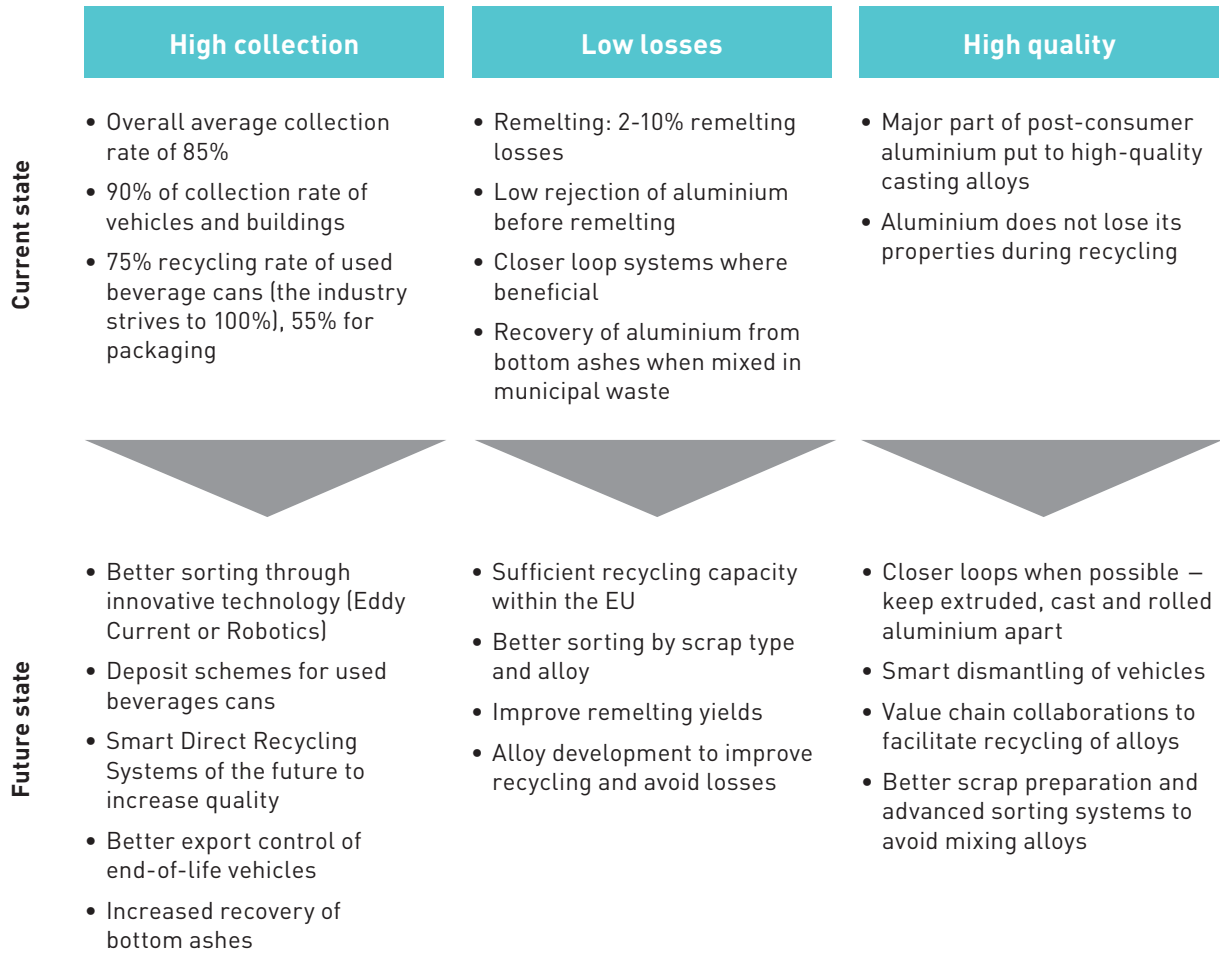 High collection
Low losses
High quality
Current state
• Overall average collection
rate of 85%
• 90% of collection rate of
vehicles and buildings
• 75% recycling rate of used
beverage cans (the industry
strives to 100%), 55% for
packaging
• Remelting: 2-10% remelting
losses
• Low rejection of aluminium
before remelting
• Closer loop systems where
beneficial
• Recovery of aluminium from
bottom ashes when mixed in
municipal waste
• Major part of post-consumer
aluminium put to high-quality
casting alloys
• Aluminium does not lose its
properties during recycling
Future state
• Better sorting through
innovative technology (Eddy
Current or Robotics)
• Deposit schemes for used
beverages cans
• Smart Direct Recycling
Systems of the future to
increase quality
• Better export control of
end-of-life vehicles
• Increased recovery of
bottom ashes
• Sufficient recycling capacity
within the EU
• Better sorting by scrap type
and alloy
• Improve remelting yields
• Alloy development to improve
recycling and avoid losses
• Closer loops when possible –
keep extruded, cast and rolled
aluminium apart
• Smart dismantling of vehicles
• Value chain collaborations to
facilitate recycling of alloys
• Better scrap preparation and
advanced sorting systems to
avoid mixing alloys